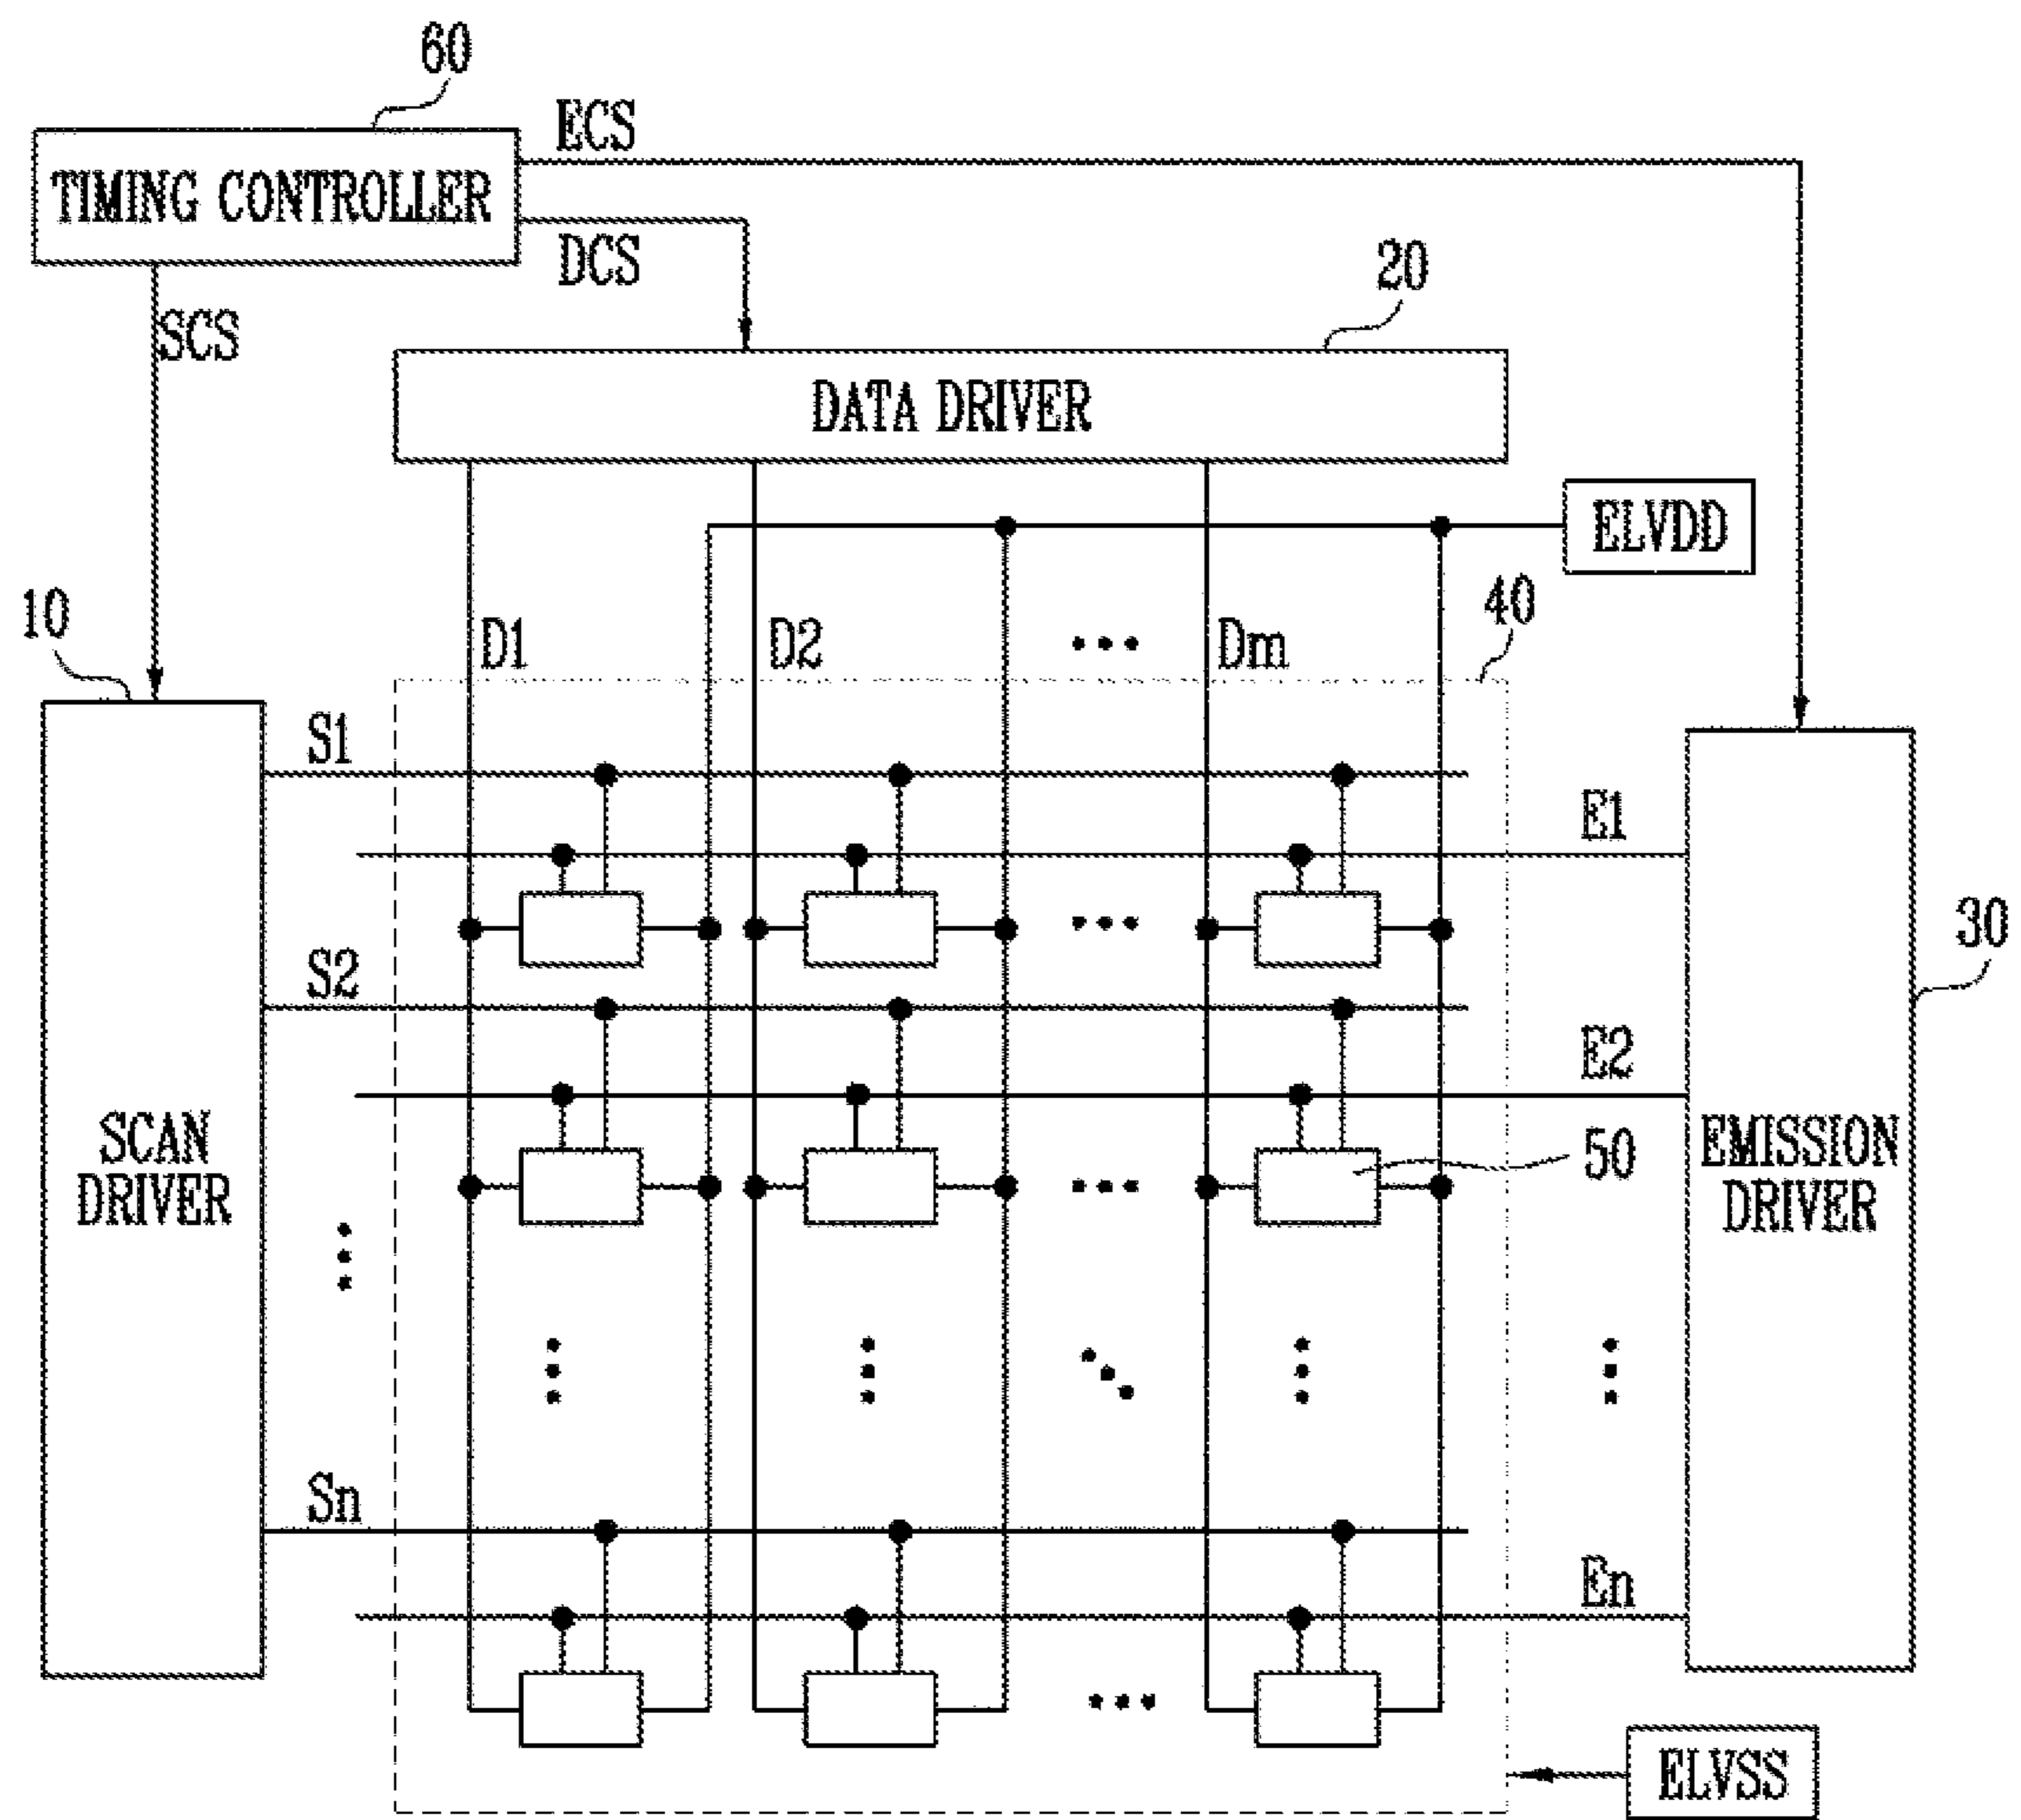 60
ECS
TIMING CONTROLLER
DCS
20
SCS
DATA DRIVER
ELVDD
10
40
D1
D2
Dm
S1
E1
30
S2
E2
SCAN
DRIVER
50
EMISSION
DRIVER
Sn
En
ELVSS